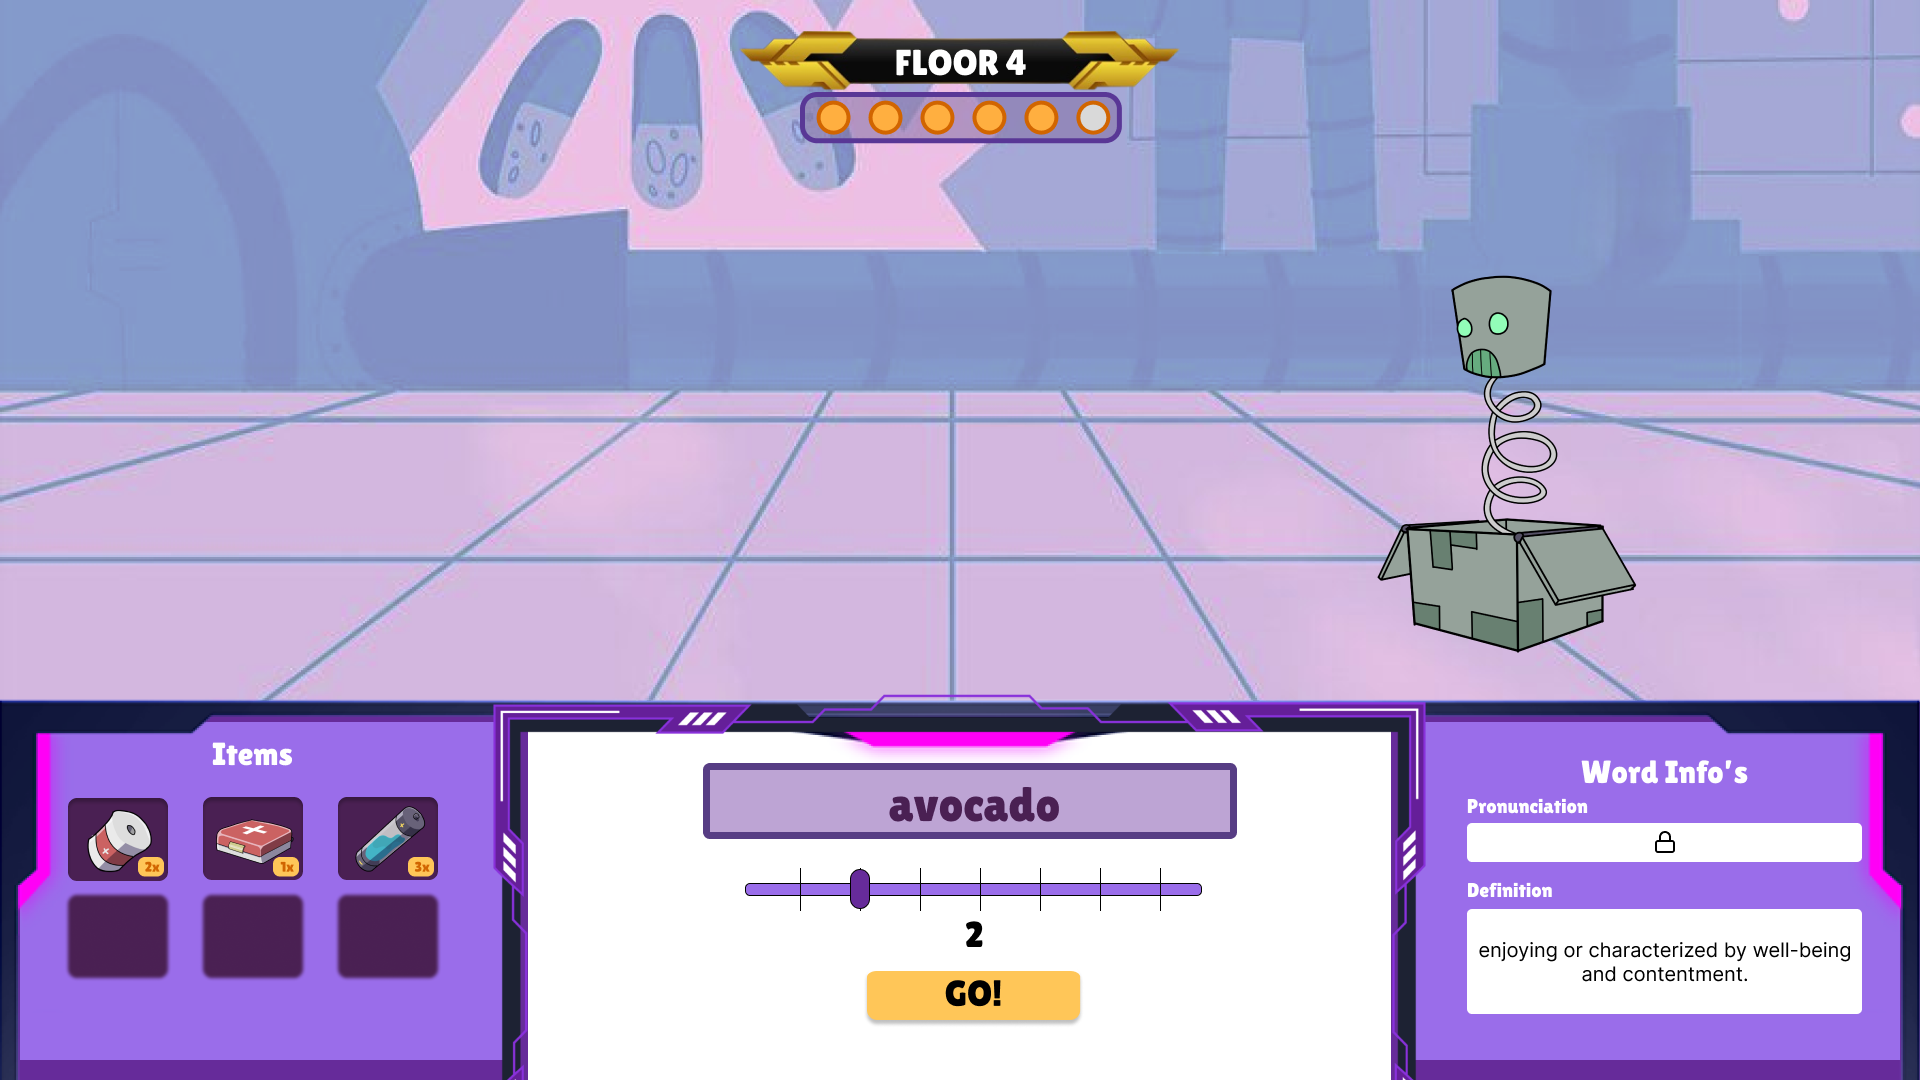 FLOOR 4
Items
2x
1x
3x
avocado
2
GO!
Word Info's
Pronunciation
Definition
enjoying or characterized by well-being
and contentment.